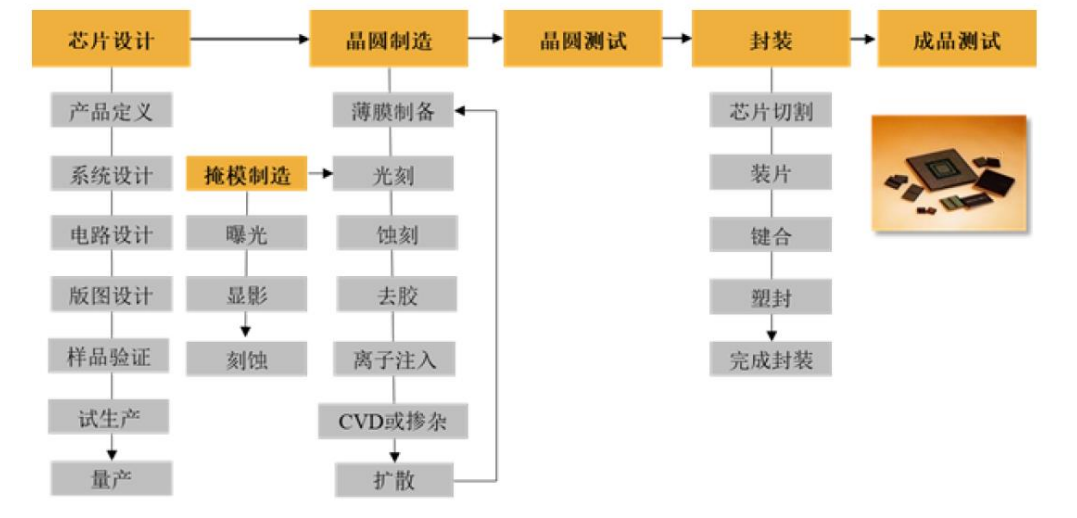 芯片设计
晶圆制造
晶圆测试
封装
成品测试
产品定义
系统设计
电路设计
版图设计
样品验证
试生产
量产
掩模制造
曝光
显影
刻蚀
薄膜制备
光刻
蚀刻
去胶
离子注入
CVD或掺杂
扩散
芯片切割
装片
键合
塑封
完成封装